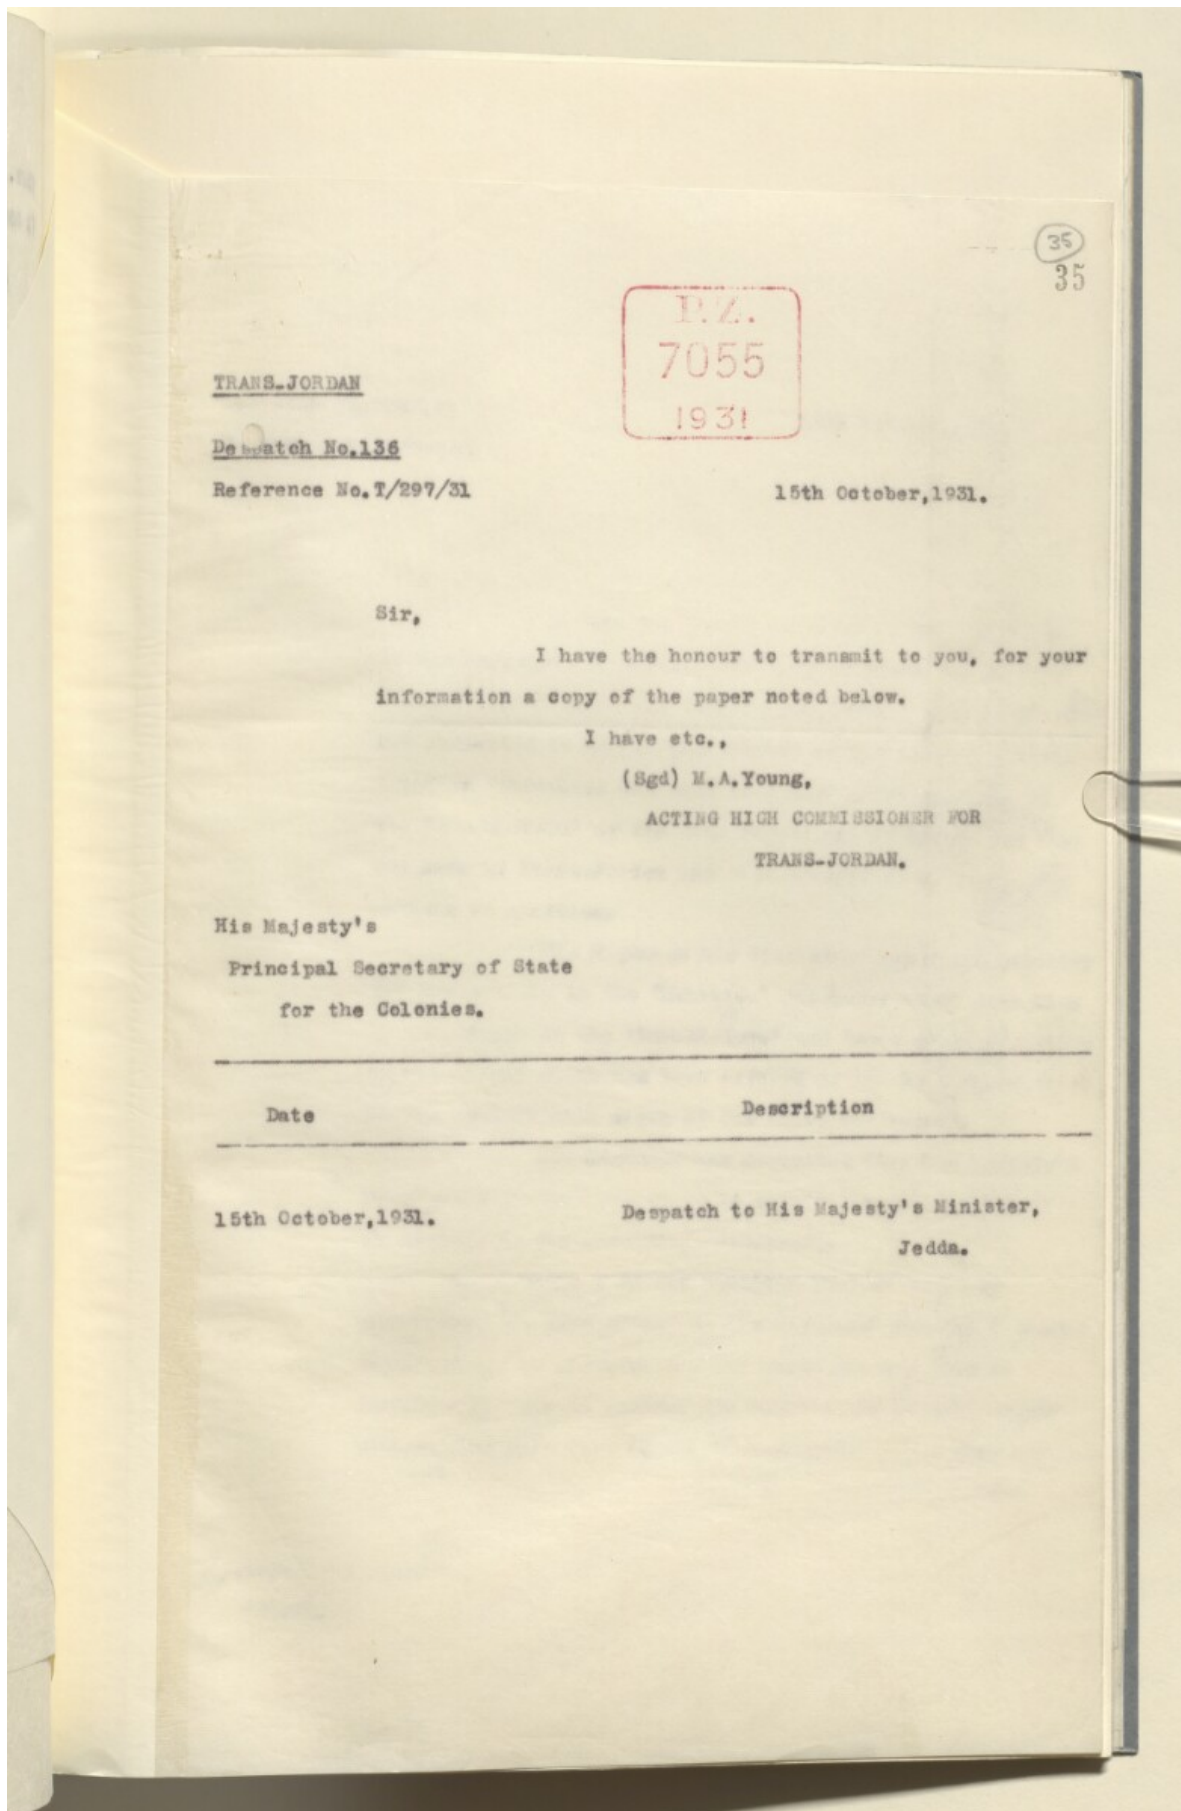 35
35
P.Z.
7055
1931
TRANS-JORDAN
Despatch No.136
Reference No.T/297/31
15th October,1931.
Sir,
I have the honour to transmit to you, for your
information a copy of the paper noted below.
I have etc.,
(Sgd) M.A.Young,
ACTING HIGH COMMISSIONER FOR
TRANS-JORDAN.
His Majesty's
Principal Secretary of State
for the Colonies.
Date Description
15th October,1931. Despatch to His Majesty's Minister,
Jedda.